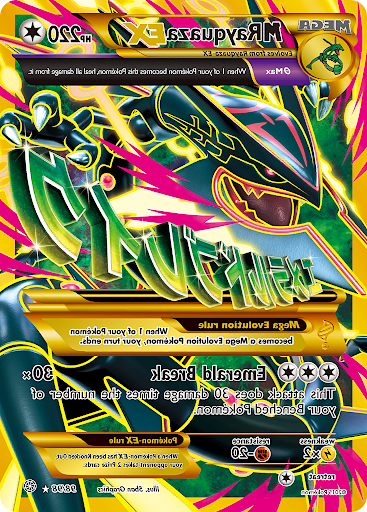 MEGA
M Rayquaza EX
HP220
Evolves from Rayquaza-EX
Ω Max
When 1 of your Pokémon becomes this Pokémon, heal all damage from it.
Mega Evolution rule
When 1 of your Pokémon
becomes a Mega Evolution Pokémon, your turn ends.
Emerald Break 30×
This attack does 30 damage times the number of
your Benched Pokémon.
weakness ×2
resistance -20
retreat
Pokémon-EX rule
When a Pokémon-EX has been Knocked Out,
your opponent takes 2 Prize cards.
illus. 5ban Graphics
98/98 ★
©2015 Pokémon